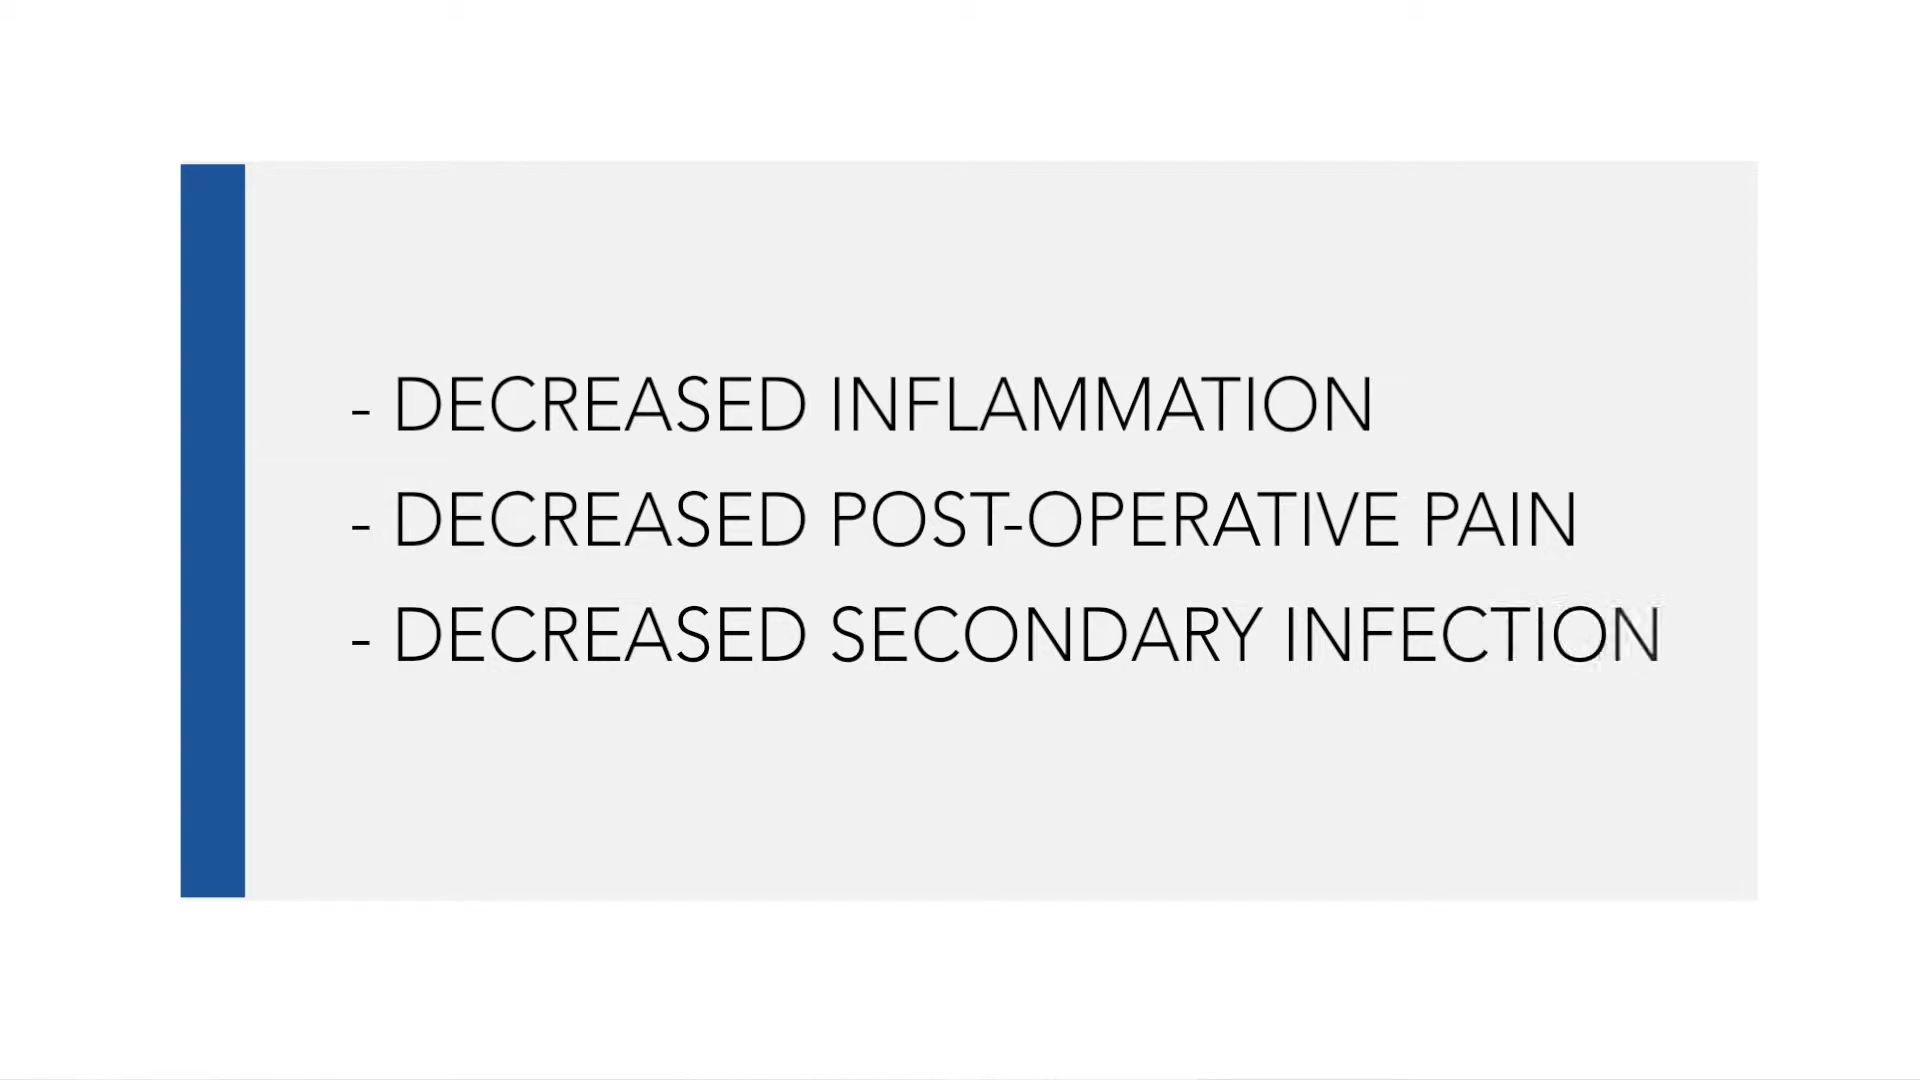 - DECREASED INFLAMMATION
- DECREASED POST-OPERATIVE PAIN
- DECREASED SECONDARY INFECTION